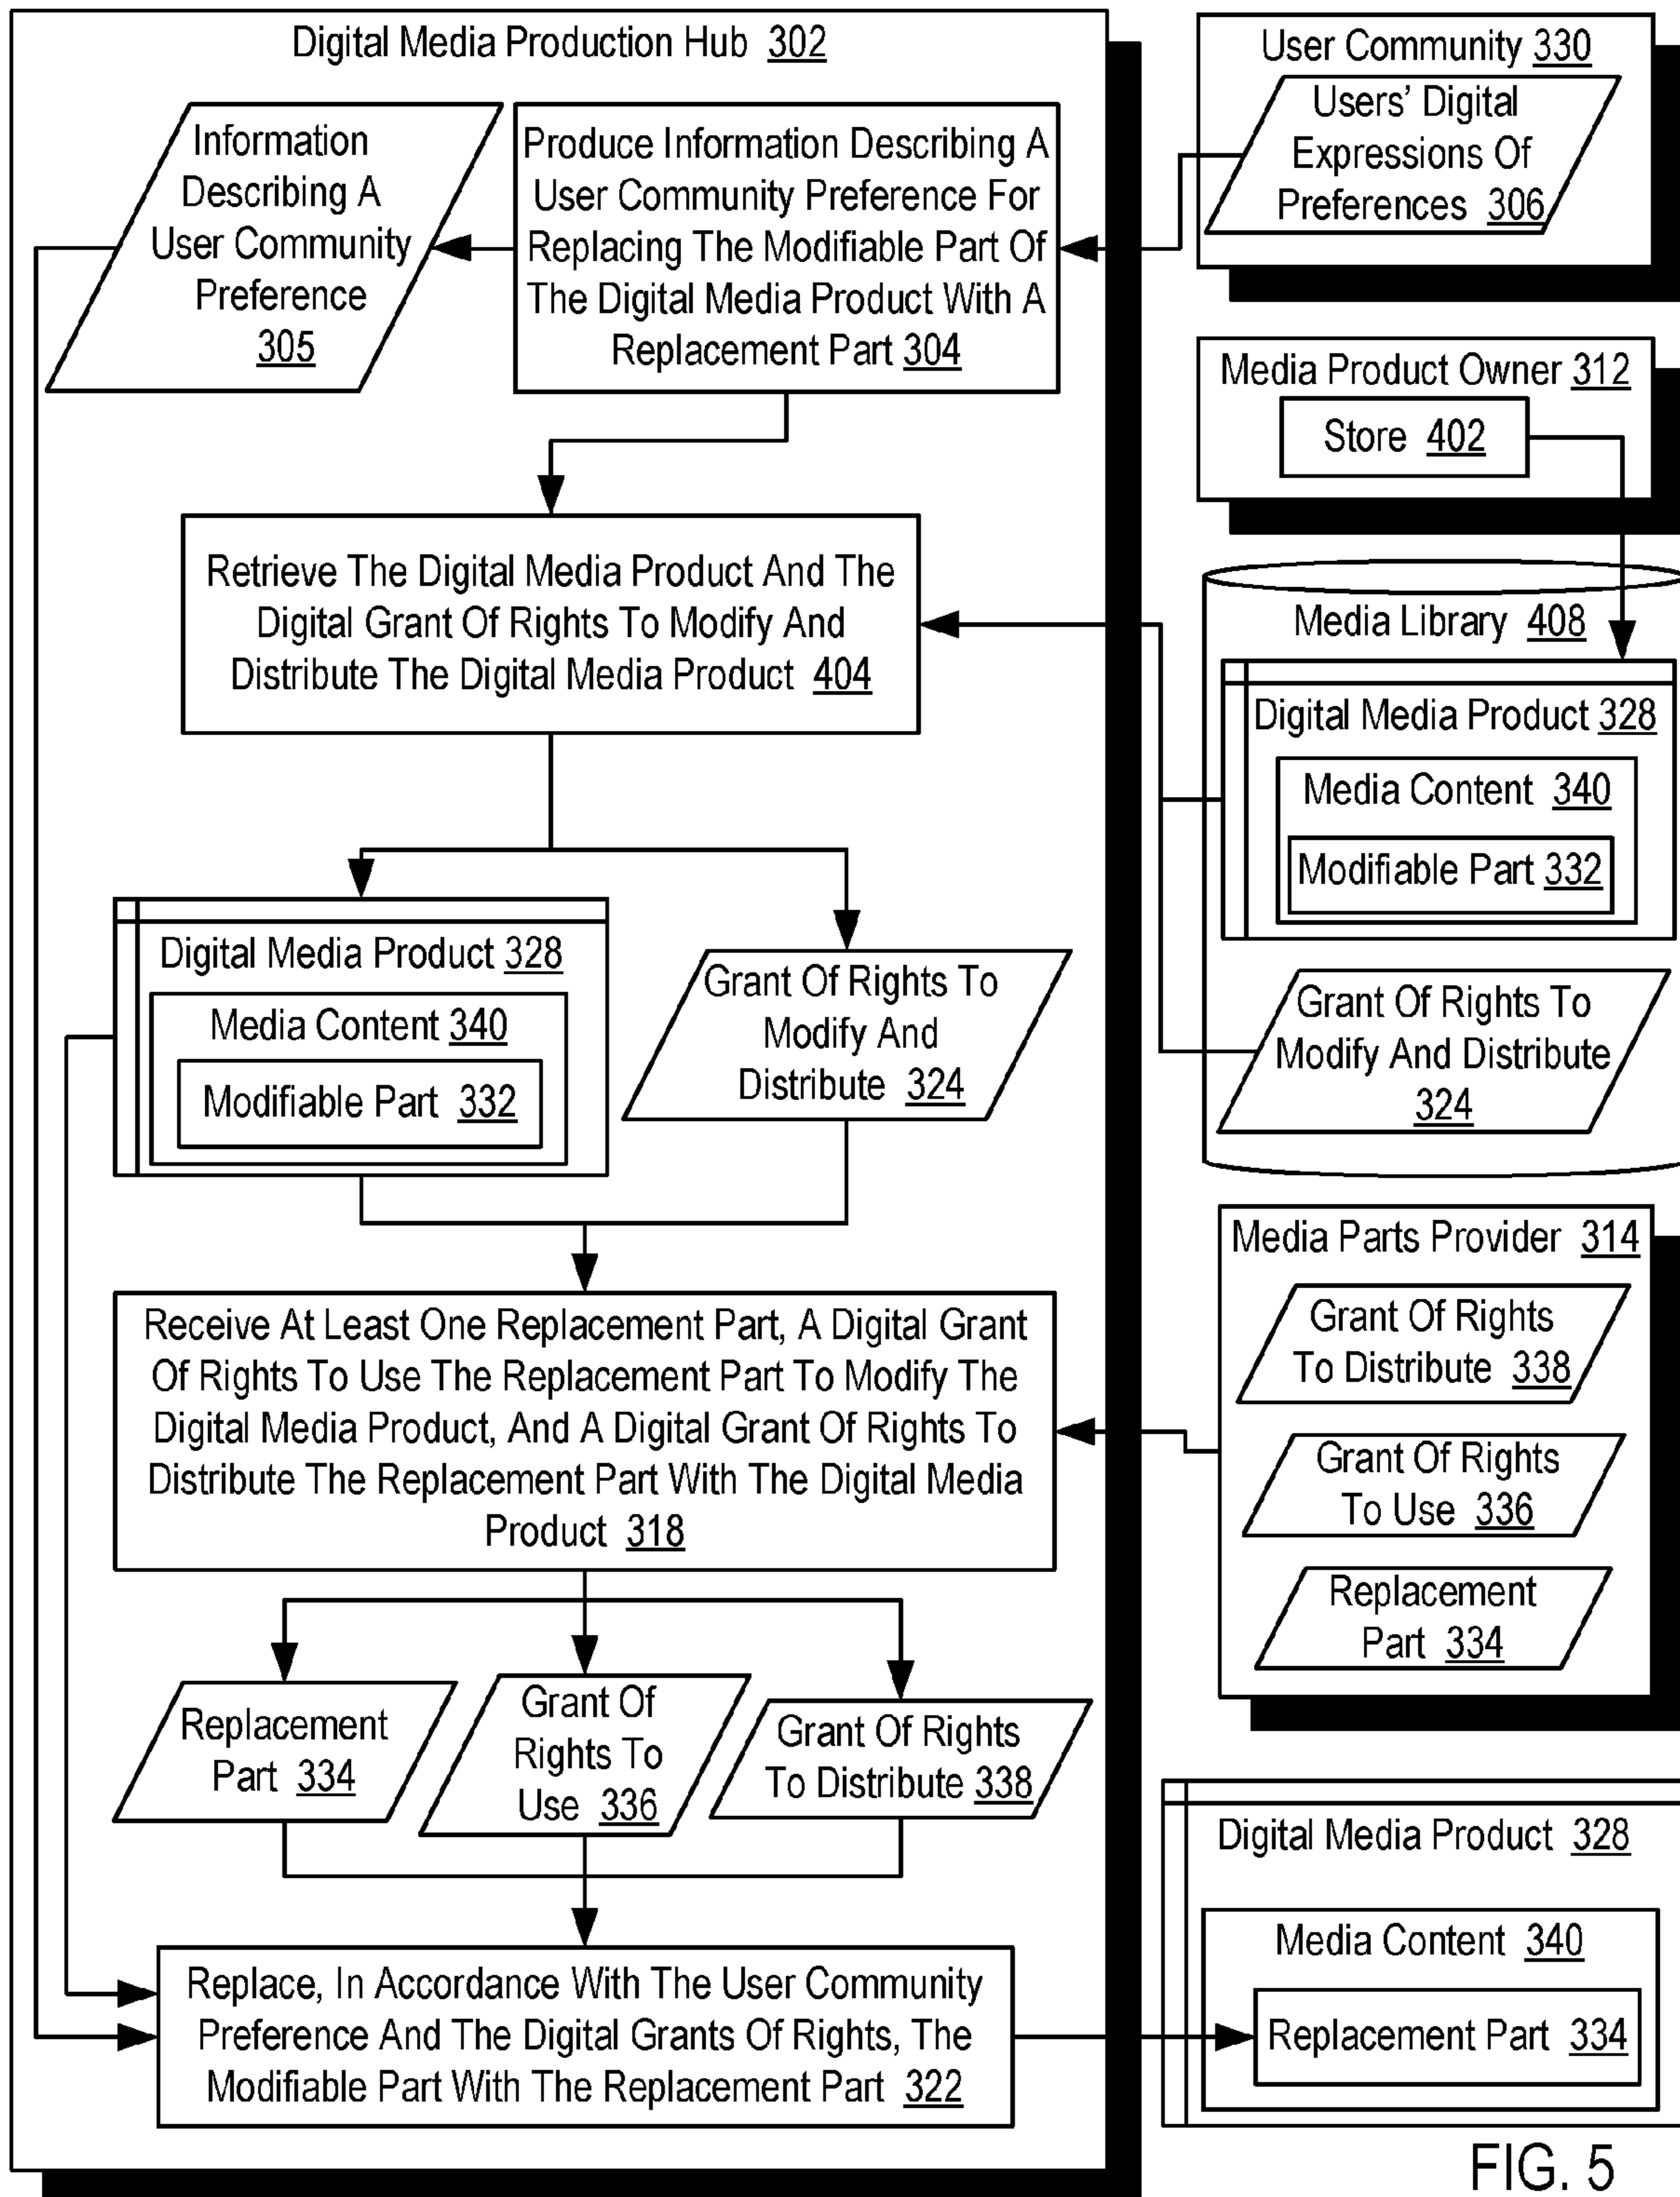 Digital Media Production Hub 302
Information
Describing A
User Community
Preference
305
Produce Information Describing A
User Community Preference For
Replacing The Modifiable Part Of
The Digital Media Product With A
Replacement Part 304
Retrieve The Digital Media Product And The
Digital Grant Of Rights To Modify And
Distribute The Digital Media Product 404
Digital Media Product 328
Media Content 340
Modifiable Part 332
Grant Of Rights To
Modify And
Distribute 324
Receive At Least One Replacement Part, A Digital Grant
Of Rights To Use The Replacement Part To Modify The
Digital Media Product, And A Digital Grant Of Rights To
Distribute The Replacement Part With The Digital Media
Product 318
Replacement
Part 334
Grant Of
Rights To
Use 336
Grant Of Rights
To Distribute 338
Replace, In Accordance With The User Community
Preference And The Digital Grants Of Rights, The
Modifiable Part With The Replacement Part 322
User Community 330
Users' Digital
Expressions Of
Preferences 306
Media Product Owner 312
Store 402
Media Library 408
Digital Media Product 328
Media Content 340
Modifiable Part 332
Grant Of Rights To
Modify And Distribute
324
Media Parts Provider 314
Grant Of Rights
To Distribute 338
Grant Of Rights
To Use 336
Replacement
Part 334
Digital Media Product 328
Media Content 340
Replacement Part 334
FIG. 5